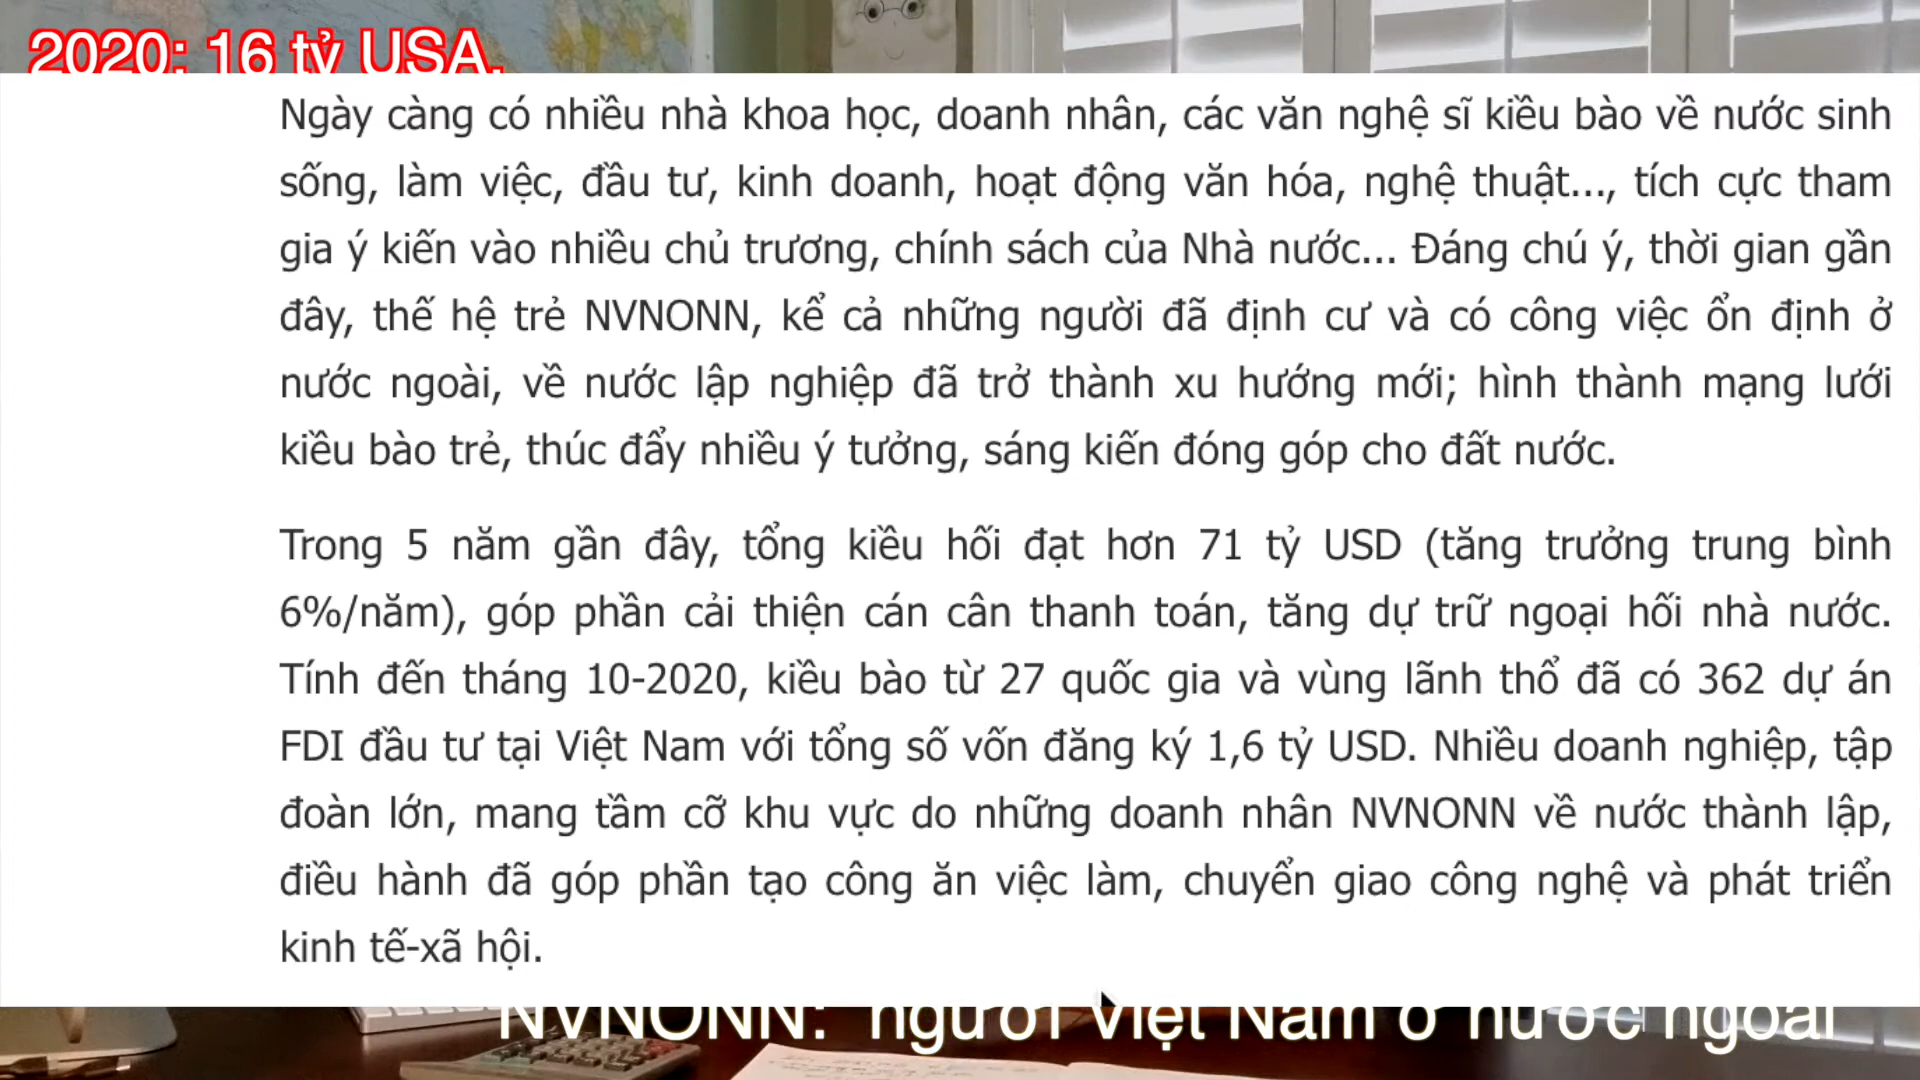 2020: 16 tỷ USA.
Ngày càng có nhiều nhà khoa học, doanh nhân, các văn nghệ sĩ kiều bào về nước sinh
sống, làm việc, đầu tư, kinh doanh, hoạt động văn hóa, nghệ thuật..., tích cực tham
gia ý kiến vào nhiều chủ trương, chính sách của Nhà nước... Đáng chú ý, thời gian gần
đây, thế hệ trẻ NVNONN, kể cả những người đã định cư và có công việc ổn định ở
nước ngoài, về nước lập nghiệp đã trở thành xu hướng mới; hình thành mạng lưới
kiều bào trẻ, thúc đẩy nhiều ý tưởng, sáng kiến đóng góp cho đất nước.
Trong 5 năm gần đây, tổng kiều hối đạt hơn 71 tỷ USD (tăng trưởng trung bình
6%/năm), góp phần cải thiện cán cân thanh toán, tăng dự trữ ngoại hối nhà nước.
Tính đến tháng 10-2020, kiều bào từ 27 quốc gia và vùng lãnh thổ đã có 362 dự án
FDI đầu tư tại Việt Nam với tổng số vốn đăng ký 1,6 tỷ USD. Nhiều doanh nghiệp, tập
đoàn lớn, mang tầm cỡ khu vực do những doanh nhân NVNONN về nước thành lập,
điều hành đã góp phần tạo công ăn việc làm, chuyển giao công nghệ và phát triển
kinh tế-xã hội.
NVNONN: người Việt Nam ở nước ngoài